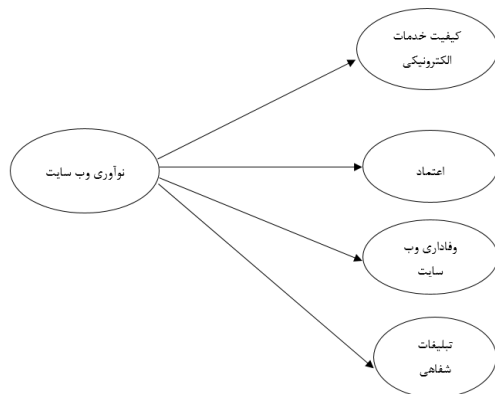 کیفیت خدمات
الکترونیکی
نوآوری وب سایت
اعتماد
وفاداری وب
سایت
تبلیغات
شفاهی